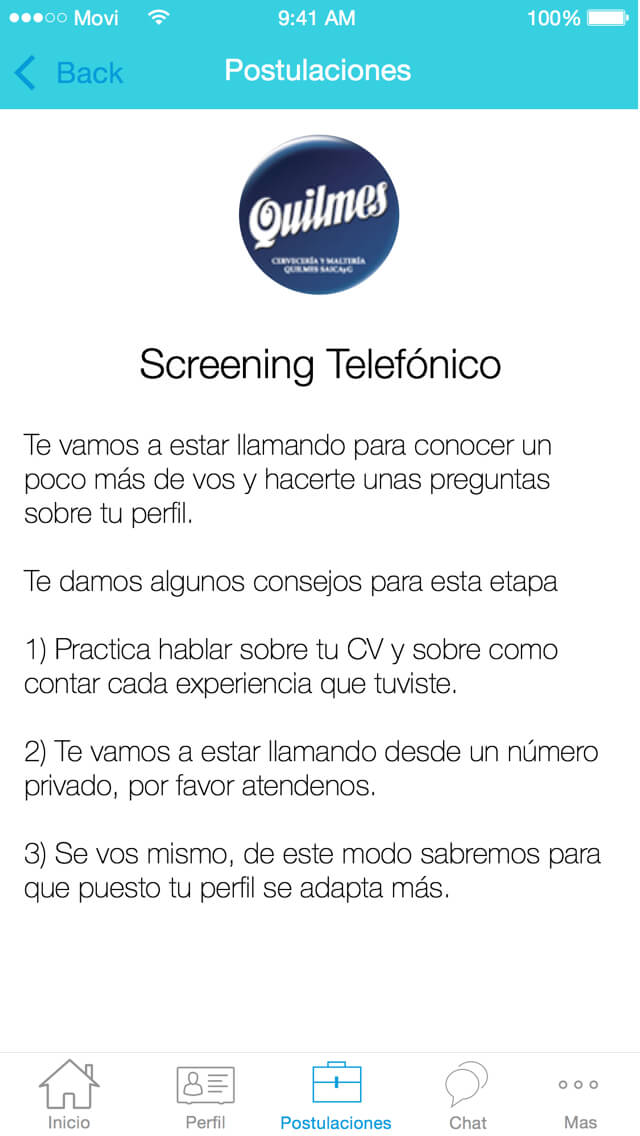 Movi 9:41 AM 100%
Back Postulaciones
Quilmes
CERVECERÍA Y MALTERÍA
QUILMES SAICAyG
Screening Telefónico
Te vamos a estar llamando para conocer un
poco más de vos y hacerte unas preguntas
sobre tu perfil.
Te damos algunos consejos para esta etapa
1) Practica hablar sobre tu CV y sobre como
contar cada experiencia que tuviste.
2) Te vamos a estar llamando desde un número
privado, por favor atendenos.
3) Se vos mismo, de este modo sabremos para
que puesto tu perfil se adapta más.
Inicio Perfil Postulaciones Chat Mas